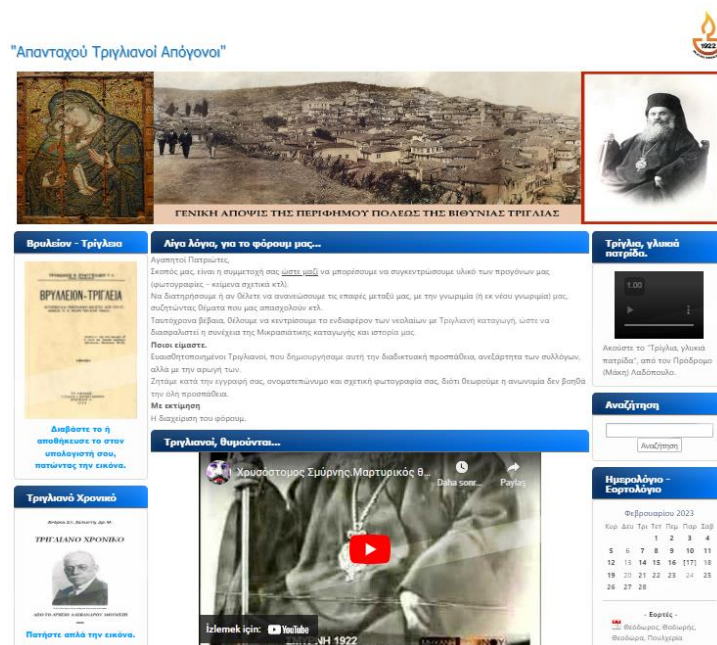 1922
"Απανταχού Τριγλιανοί Απόγονοι"
ΓΕΝΙΚΗ ΑΠΟΨΙΣ ΤΗΣ ΠΕΡΙΦΗΜΟΥ ΠΟΛΕΩΣ ΤΗΣ ΒΙΘΥΝΙΑΣ ΤΡΙΓΛΙΑΣ
Βρυλείον - Τρίγλεια
ΒΡΥΛΛΕΙΟΝ-ΤΡΙΓΛΕΙΑ
Διαβάστε το ή
αποθήκευσε το στον
υπολογιστή σου,
πατώντας την εικόνα.
Τριγλιανό Χρονικό
ΤΡΙΓΛΙΑΝΟ ΧΡΟΝΙΚΟ
Πατήστε απλά την εικόνα.
Λίγα λόγια, για το φόρουμ μας...
Αγαπητοί Πατριώτες,
Σκοπός μας, είναι η συμμετοχή σας ώστε μαζί να μπορέσουμε να συγκεντρώσουμε υλικό των προγόνων μας
(φωτογραφίες – κείμενα σχετικά κτλ).
Να διατηρήσουμε ή αν θέλετε να ανανεώσουμε τις επαφές μεταξύ μας, με την γνωριμία (ή εκ νέου γνωριμία) μας,
συζητώντας θέματα που μας απασχολούν κτλ.
Ταυτόχρονα βέβαια, θέλουμε να κεντρίσουμε το ενδιαφέρον των νεολαίων με Τριγλιανή καταγωγή, ώστε να
διασφαλιστεί η συνέχεια της Μικρασιάτικης καταγωγής και ιστορία μας.
Ποιοι είμαστε.
Ευαισθητοποιημένοι Τριγλιανοί, που δημιουργήσαμε αυτή την διαδικτυακή προσπάθεια, ανεξάρτητα των συλλόγων,
αλλα με την αρωγή των.
Ζητάμε κατά την εγγραφή σας, ονοματεπώνυμο και σχετική φωτογραφία σας, διότι θεωρούμε η ανωνυμία δεν βοηθά
την όλη προσπάθεια.
Με εκτίμηση
Η διαχείριση του φόρουμ.
Τριγλιανοί, θυμούνται...
Χρυσόστομος Σμύρνης.Μαρτυρικός θ...
Daha sonr...
Paylaş
İzlemek için: YouTube
1922
Τρίγλια, γλυκιά
πατρίδα.
1.00
Ακούστε το "Τρίγλια, γλυκιά
πατρίδα", από τον Πρόδρομο
(Μάκη) Λαδόπουλο.
Αναζήτηση
Αναζήτηση
Ημερολόγιο -
Εορτολόγιο
Φεβρουαρίου 2023
Κυρ Δευ Τρι Τετ Πεμ Παρ Σαβ
1 2 3 4
5 6 7 8 9 10 11
12 13 14 15 16 [17] 18
19 20 21 22 23 24 25
26 27 28
- Εορτές -
Θεόδωρος, Θοδωρής,
Θεοδώρα, Πουλχερία